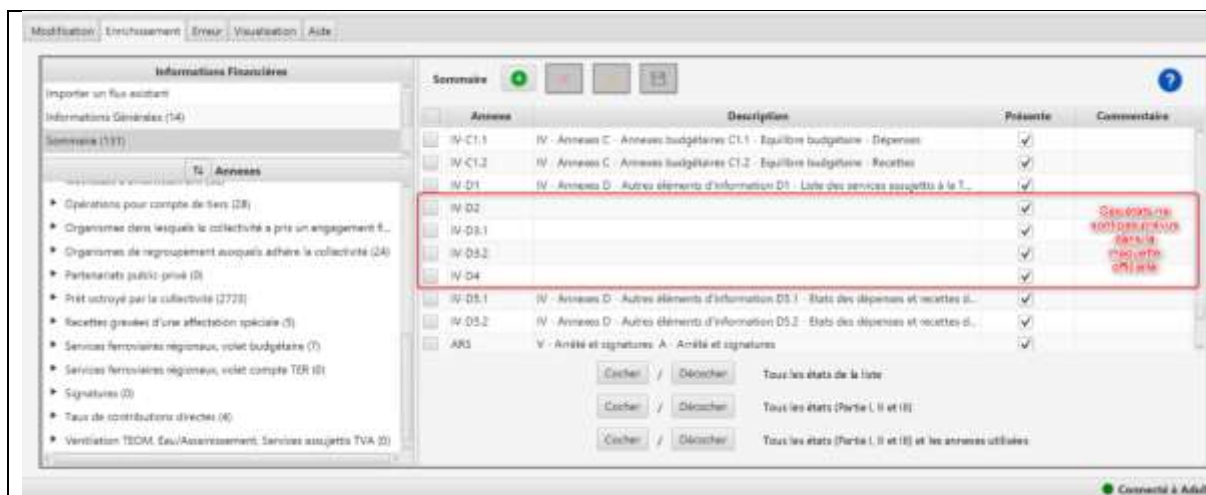 Modification Enrichissement Erreur Visualisation Aide
Informations Financières
Importer un flux existant
Informations Générales (14)
Sommaire (131)
Annexes
Opérations pour compte de tiers (28)
Organismes dans lesquels la collectivité a pris un engagement fi...
Organismes de regroupement auxquels adhère la collectivité (24)
Partenariats public-privé (0)
Prêt octroyé par la collectivité (2723)
Recettes grevées d'une affectation spéciale (5)
Services ferroviaires régionaux, volet budgétaire (7)
Services ferroviaires régionaux, volet compte TER (0)
Signatures (0)
Taux de contributions directes (4)
Ventilation TEOM, Eau/Assainissement, Services assujettis TVA (0)
Sommaire
Annexe Description Présente Commentaire
IV-C1.1 IV - Annexes C - Annexes budgétaires C1.1 - Equilibre budgétaire - Dépenses
IV-C1.2 IV - Annexes C - Annexes budgétaires C1.2 - Equilibre budgétaire - Recettes
IV-D1 IV - Annexes D - Autres éléments d'information D1 - Liste des services assujettis à la T...
IV-D2
IV-D3.1
IV-D3.2
IV-D4
Ces états ne
sont pas prévus
dans la
maquette
officielle
IV-D5.1 IV - Annexes D - Autres éléments d'information D5.1 - Etats des dépenses et recettes d...
IV-D5.2 IV - Annexes D - Autres éléments d'information D5.2 - Etats des dépenses et recettes d...
ARS V - Arrêté et signatures A - Arrêté et signatures
Cocher / Décocher Tous les états de la liste
Cocher / Décocher Tous les états (Partie I, II et III)
Cocher / Décocher Tous les états (Partie I, II et III) et les annexes utilisées
Connecté à